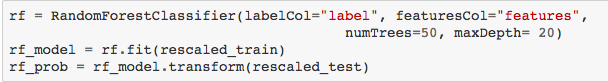 rf = RandomForestClassifier(labelCol="label", featuresCol="features",
numTrees=50, maxDepth= 20)
rf_model = rf.fit(rescaled_train)
rf_prob = rf_model.transform(rescaled_test)